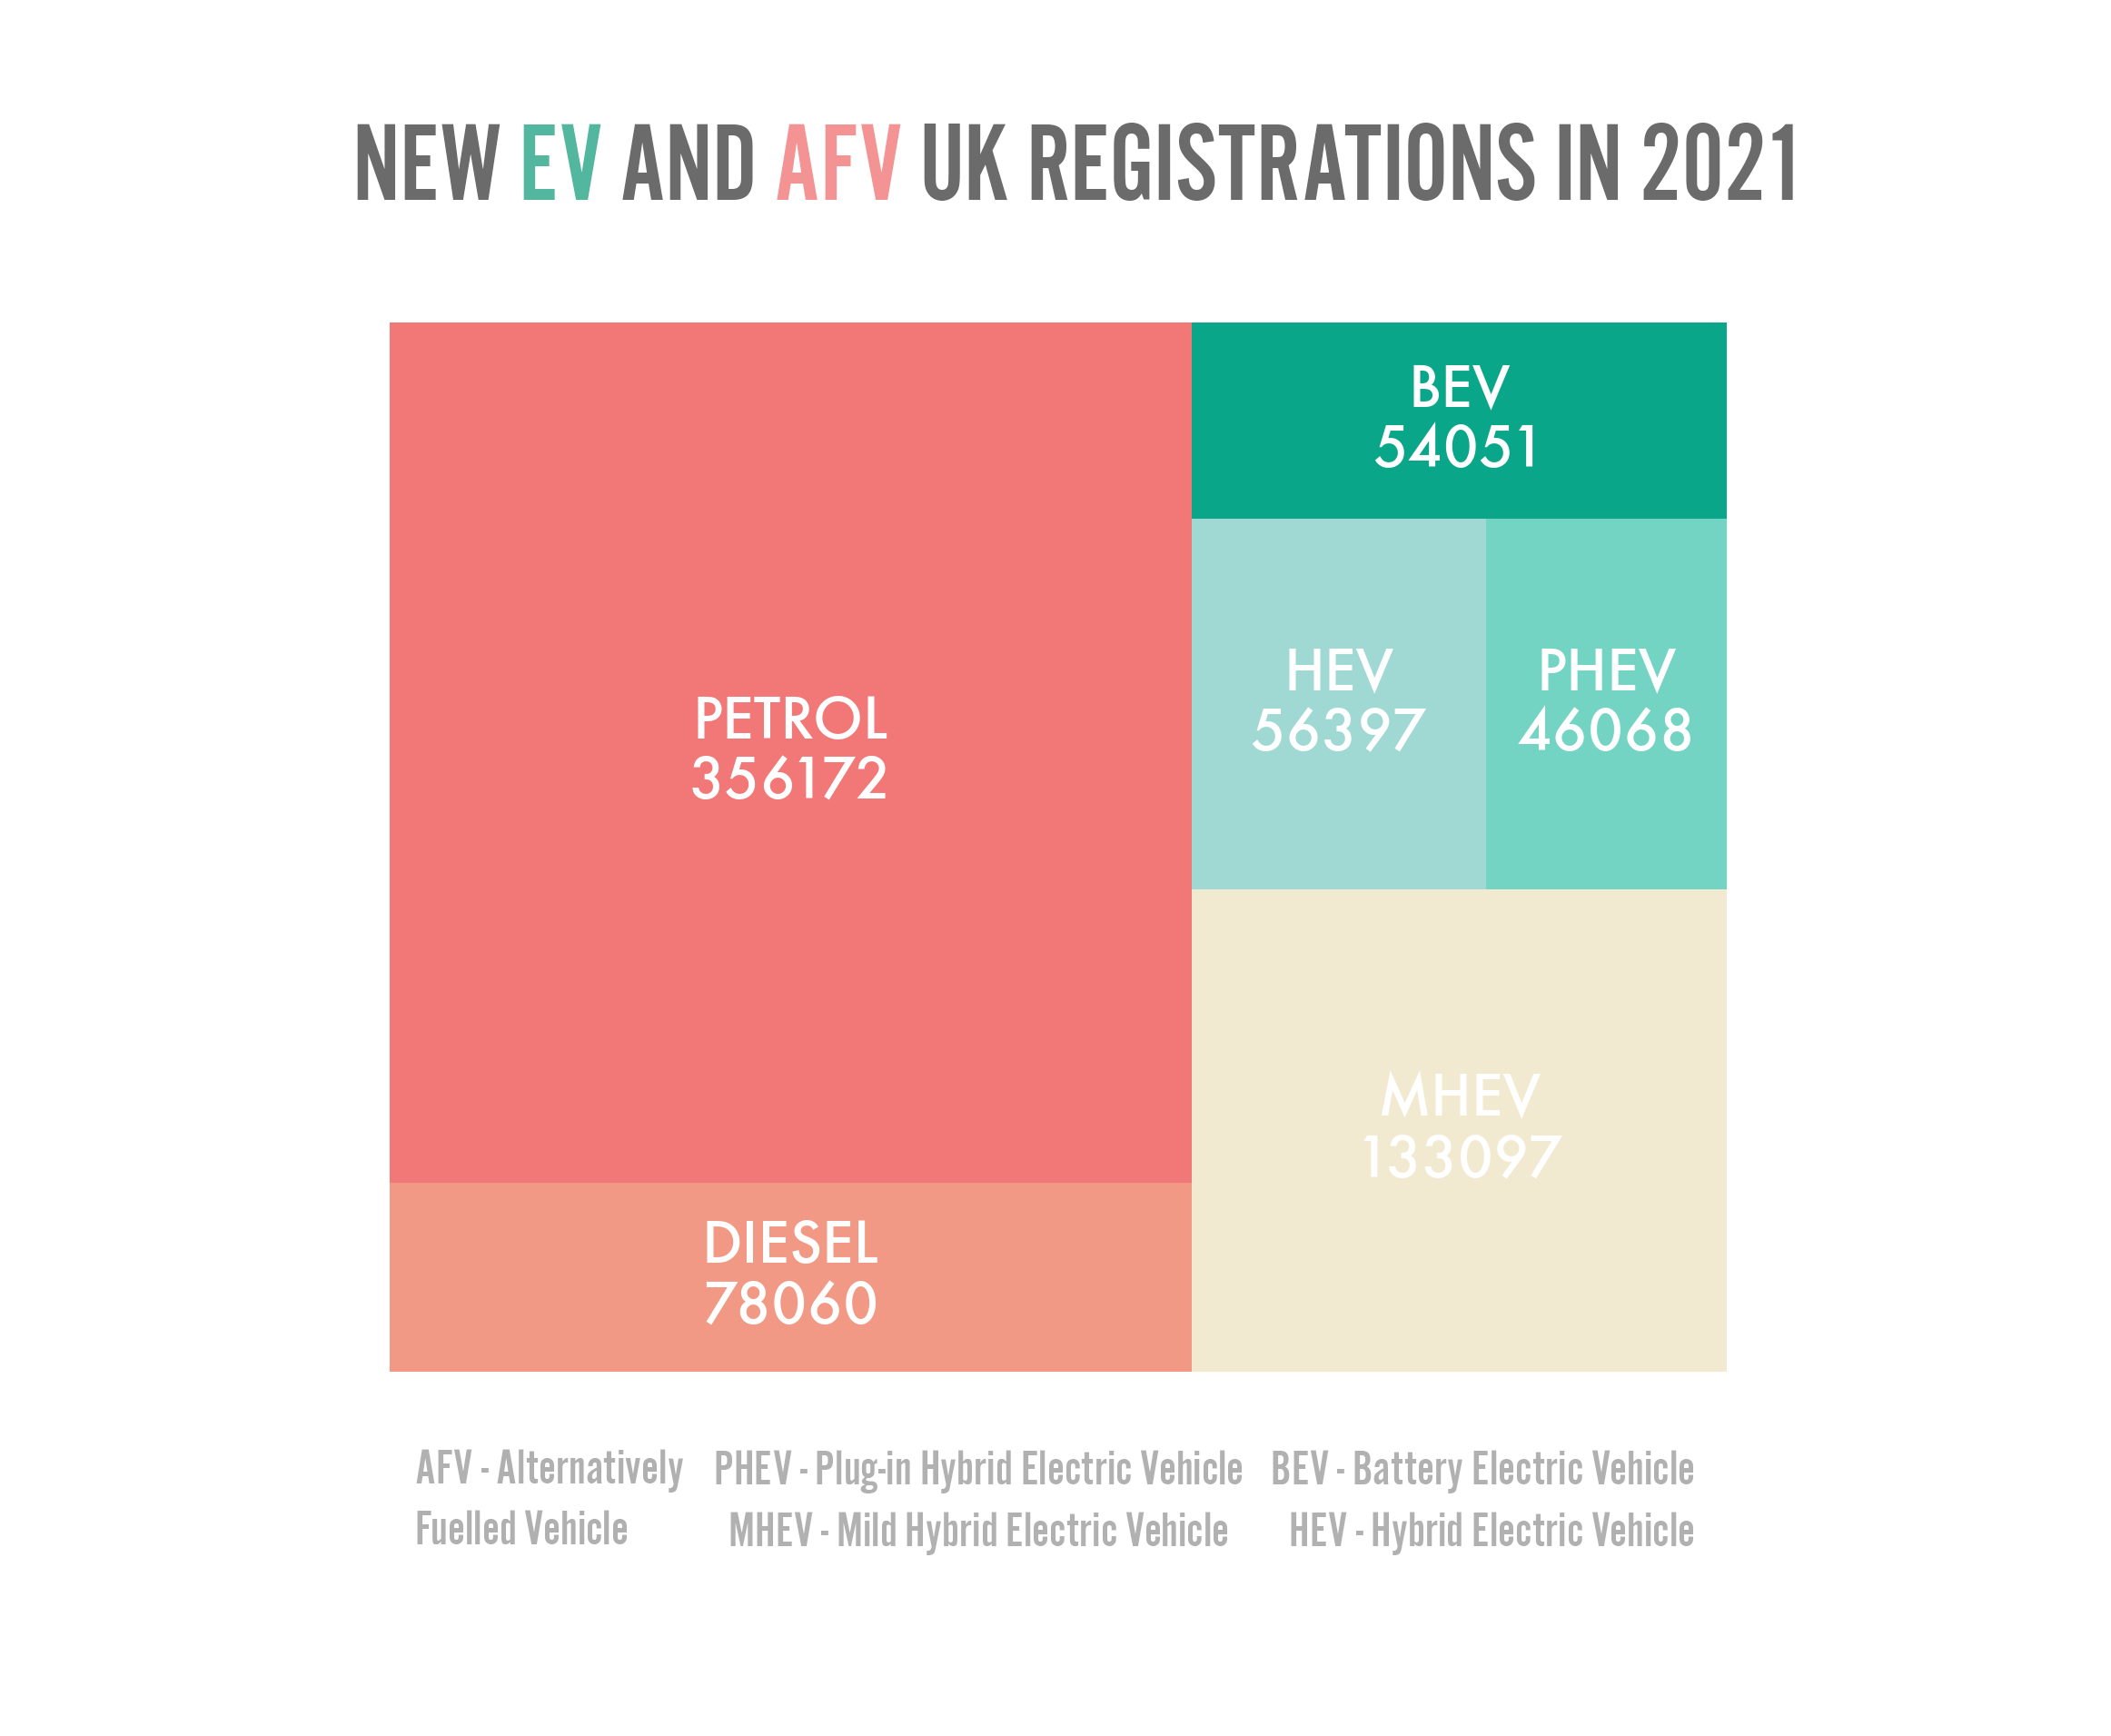 NEW EV AND AFV UK REGISTRATIONS IN 2021
PETROL
356172
DIESEL
78060
BEV
54051
HEV
56397
PHEV
46068
MHEV
133097
AFV - Alternatively
Fuelled Vehicle
PHEV - Plug-in Hybrid Electric Vehicle
MHEV - Mild Hybrid Electric Vehicle
BEV - Battery Electric Vehicle
HEV - Hybrid Electric Vehicle